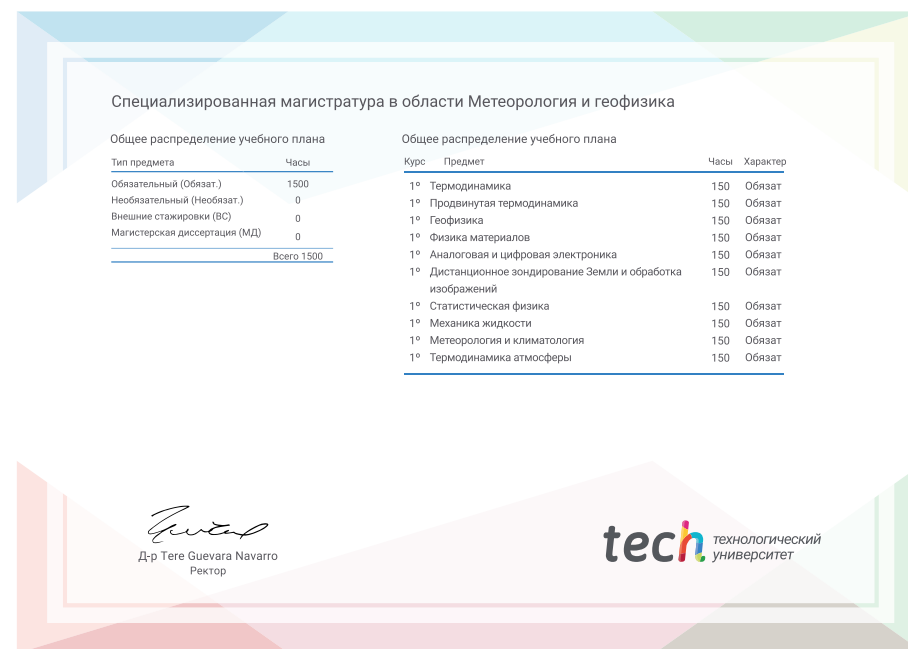 Специализированная магистратура в области Метеорология и геофизика
Общее распределение учебного плана
Тип предмета Часы
Обязательный (Обязат.) 1500
Необязательный (Необязат.) 0
Внешние стажировки (ВС) 0
Магистерская диссертация (МД) 0
Всего 1500
Общее распределение учебного плана
Курс Предмет Часы Характер
1º Термодинамика 150 Обязат
1º Продвинутая термодинамика 150 Обязат
1º Геофизика 150 Обязат
1º Физика материалов 150 Обязат
1º Аналоговая и цифровая электроника 150 Обязат
1º Дистанционное зондирование Земли и обработка 150 Обязат
изображений
1º Статистическая физика 150 Обязат
1º Механика жидкости 150 Обязат
1º Метеорология и климатология 150 Обязат
1º Термодинамика атмосферы 150 Обязат
Д-р Tere Guevara Navarro
Ректор
tech технологический
университет